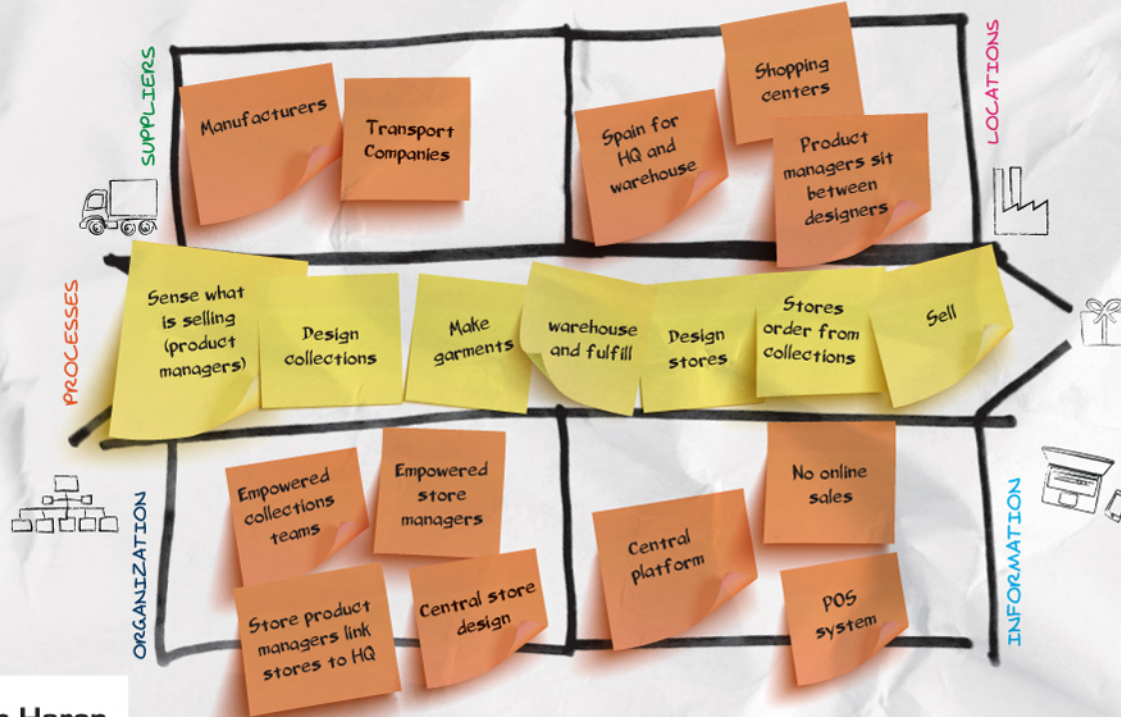 SUPPLIERS
Manufacturers
Transport
Companies
Spain for
HQ and
warehouse
Shopping
centers
Product
managers sit
between
designers
LOCATIONS
PROCESSES
Sense what
is selling
(product
managers)
Design
collections
Make
garments
warehouse
and fulfill
Design
stores
Stores
order from
collections
Sell
ORGANIZATION
Empowered
collections
teams
Empowered
store
managers
Store product
managers link
stores to HQ
Central store
design
Central
platform
No online
sales
POS
system
INFORMATION